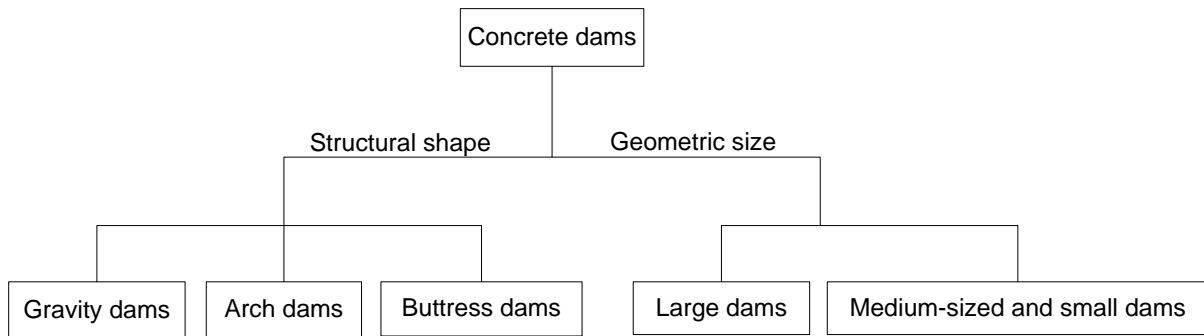 Concrete dams
Structural shape
Geometric size
Gravity dams
Arch dams
Buttress dams
Large dams
Medium-sized and small dams